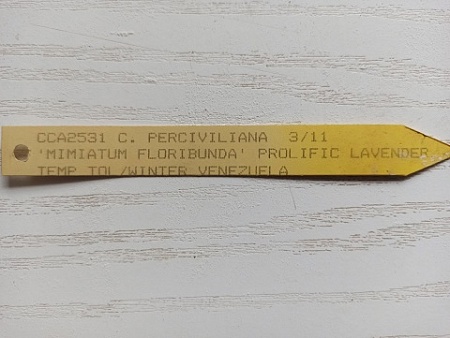 CCA2531 C. PERCIVILIANA 3/11
'MIMIATUM FLORIBUNDA' PROLIFIC LAVENDER
TEMP TOL/WINTER VENEZUELA